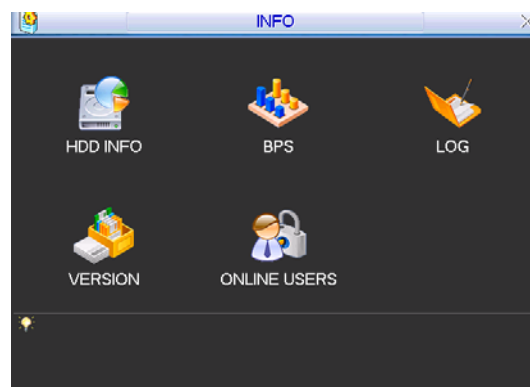 INFO
HDD INFO
BPS
LOG
VERSION
ONLINE USERS